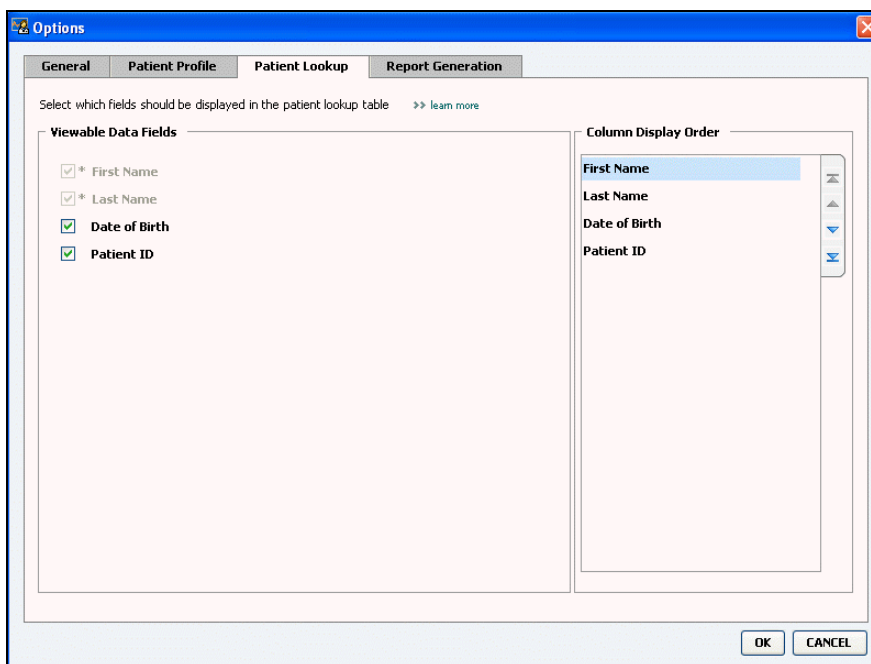 Options
General Patient Profile Patient Lookup Report Generation
Select which fields should be displayed in the patient lookup table >> learn more
Viewable Data Fields
* First Name
* Last Name
Date of Birth
Patient ID
Column Display Order
First Name
Last Name
Date of Birth
Patient ID
OK CANCEL